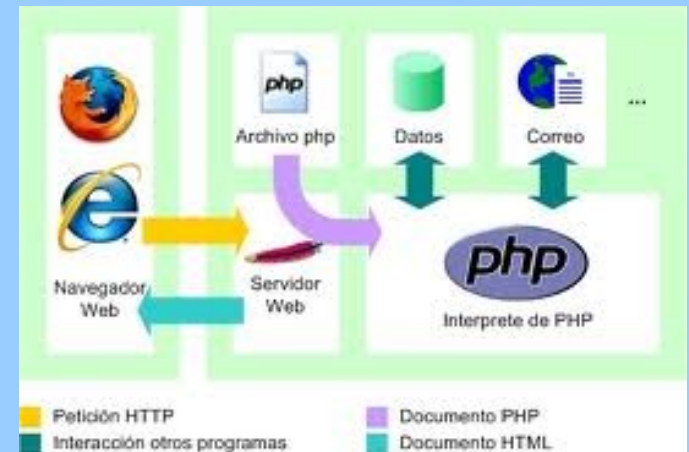 php
Archivo php
Datos
Correo
...
Navegador
Web
Servidor
Web
php
Interprete de PHP
Petición HTTP
Documento PHP
Interacción otros programas
Documento HTML